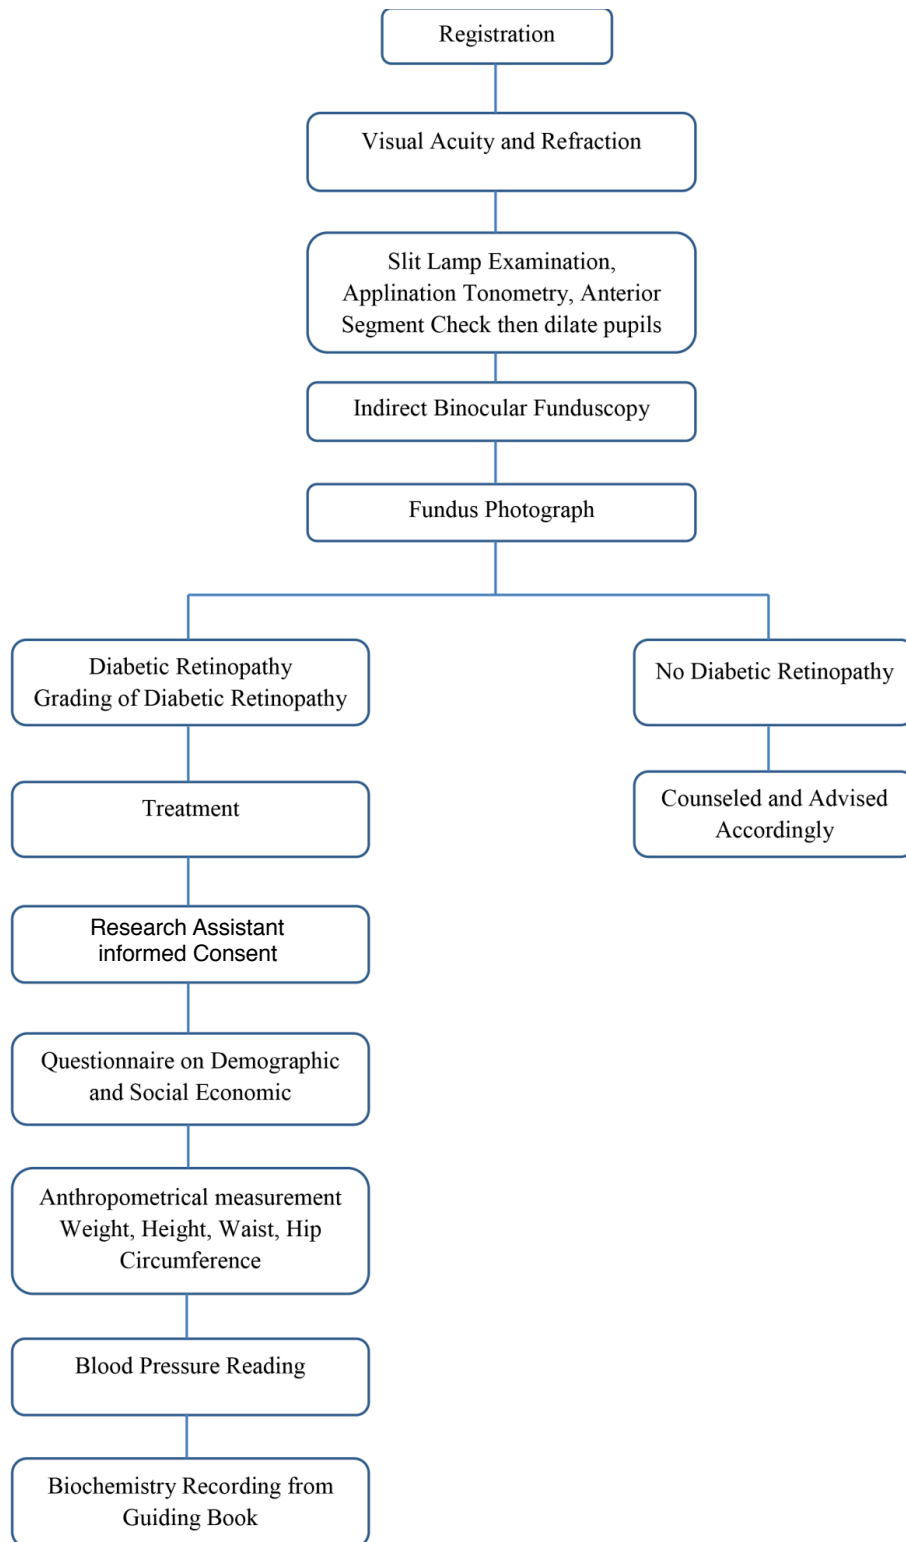 Registration
Visual Acuity and Refraction
Slit Lamp Examination,
Applination Tonometry, Anterior
Segment Check then dilate pupils
Indirect Binocular Funduscopy
Fundus Photograph
Diabetic Retinopathy
Grading of Diabetic Retinopathy
No Diabetic Retinopathy
Treatment
Counseled and Advised
Accordingly
Research Assistant
informed Consent
Questionnaire on Demographic
and Social Economic
Anthropometrical measurement
Weight, Height, Waist, Hip
Circumference
Blood Pressure Reading
Biochemistry Recording from
Guiding Book